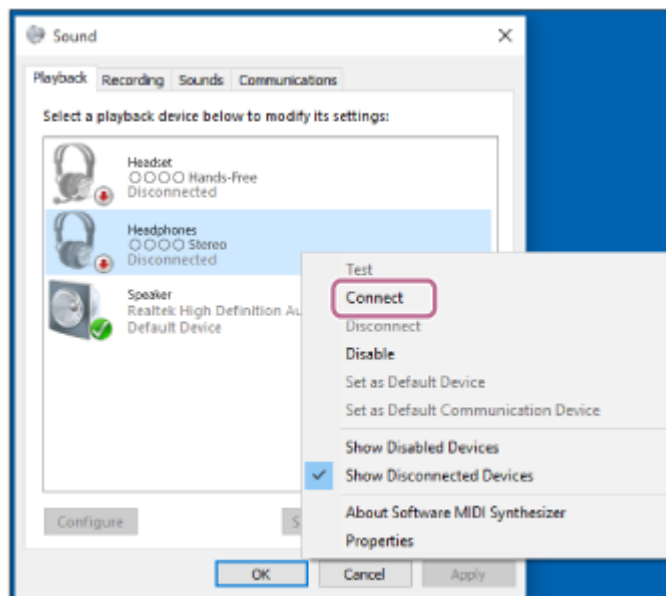 Sound
Playback Recording Sounds Communications
Select a playback device below to modify its settings:
Headset
○○○○ Hands-Free
Disconnected
Headphones
○○○○ Stereo
Disconnected
Speaker
Realtek High Definition Au
Default Device
Test
Connect
Disconnect
Disable
Set as Default Device
Set as Default Communication Device
Show Disabled Devices
Show Disconnected Devices
About Software MIDI Synthesizer
Properties
Configure
S
OK Cancel Apply